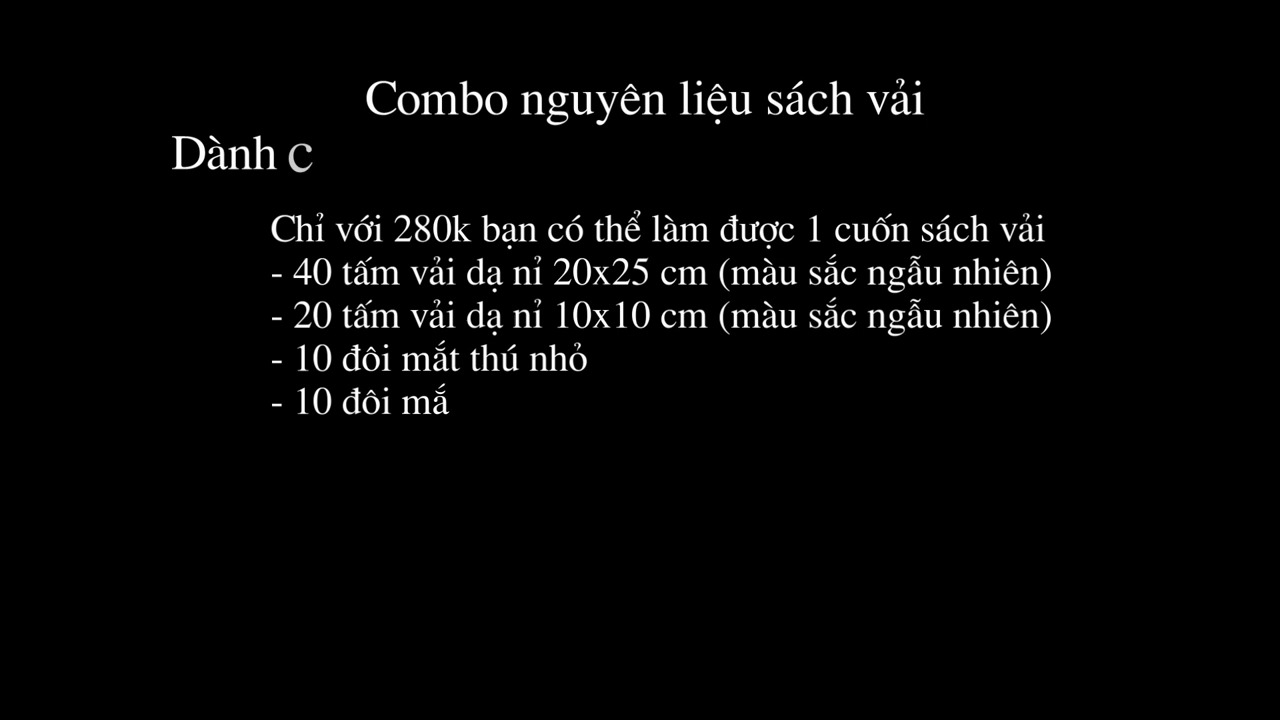 Combo nguyên liệu sách vải
Dành c
Chỉ với 280k bạn có thể làm được 1 cuốn sách vải
- 40 tấm vải dạ nỉ 20x25 cm (màu sắc ngẫu nhiên)
- 20 tấm vải dạ nỉ 10x10 cm (màu sắc ngẫu nhiên)
- 10 đôi mắt thú nhỏ
- 10 đôi mắ